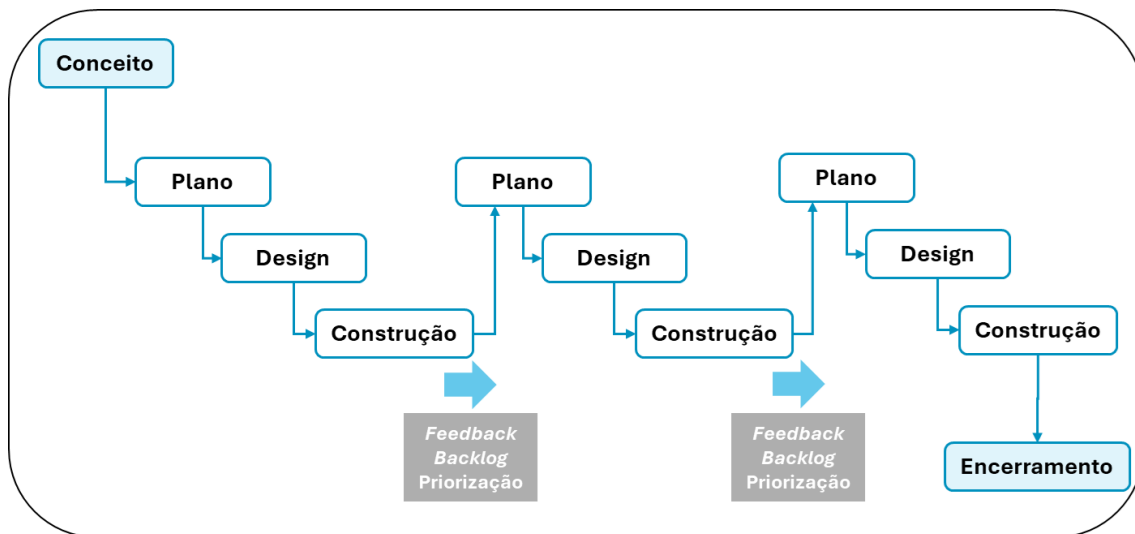 Conceito
Plano
Design
Construção
Feedback
Backlog
Priorização
Plano
Design
Construção
Feedback
Backlog
Priorização
Plano
Design
Construção
Encerramento